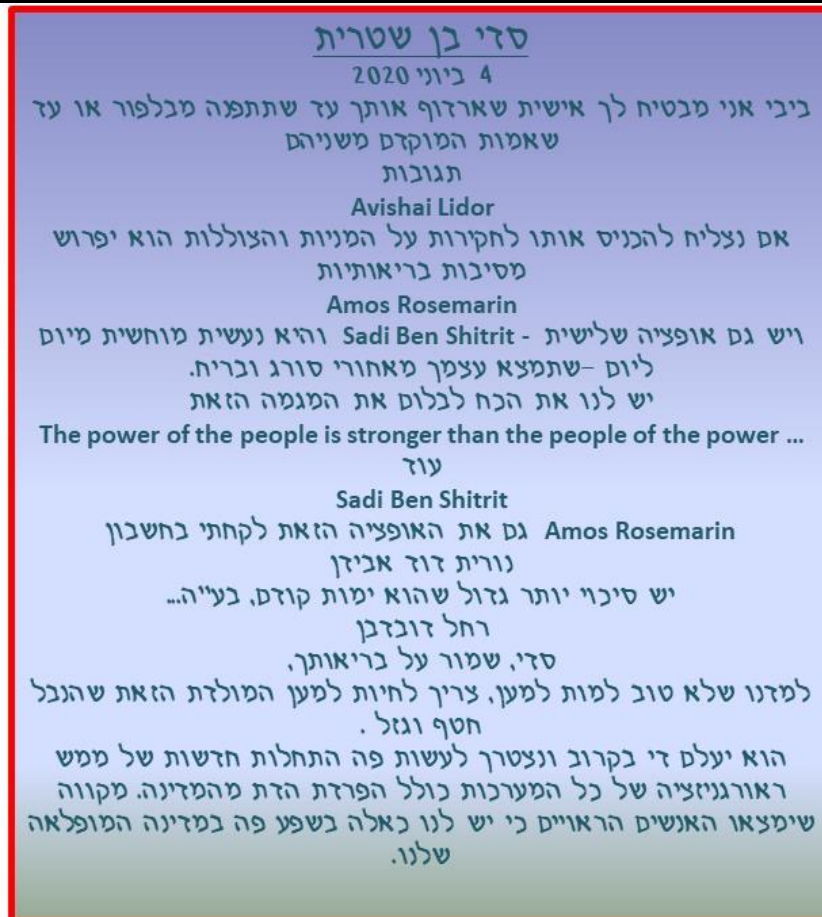 סדי בן שטרית
4 ביוני 2020
ביבי אני מבטיח לך אישית שארדוף אותך עד שתתפנה מבלפור או עד
שאמות המוקדם משניהם
תגובות
Avishai Lidor
אם נצליח להכניס אותו לחקירות על המניות והצוללות הוא יפרוש
מסיבות בריאותיות
Amos Rosemarin
ויש גם אופציה שלישית - Sadi Ben Shitrit והיא נעשית מוחשית מיום
ליום –שתמצא עצמך מאחורי סורג ובריח.
יש לנו את הכח לבלום את המגמה הזאת
The power of the people is stronger than the people of the power ...
עוד
Sadi Ben Shitrit
Amos Rosemarin גם את האופציה הזאת לקחתי בחשבון
נורית דוד אבידן
יש סיכוי יותר גדול שהוא ימות קודם, בע״ה...
רחל דובדבן
סדי, שמור על בריאותך,
למדנו שלא טוב למות למען, צריך לחיות למען המולדת הזאת שהנבל
חטף וגזל .
הוא יעלם די בקרוב ונצטרך לעשות פה התחלות חדשות של ממש
ראורגניזציה של כל המערכות כולל הפרדת הדת מהמדינה. מקווה
שימצאו האנשים הראויים כי יש לנו כאלה בשפע פה במדינה המופלאה
שלנו.